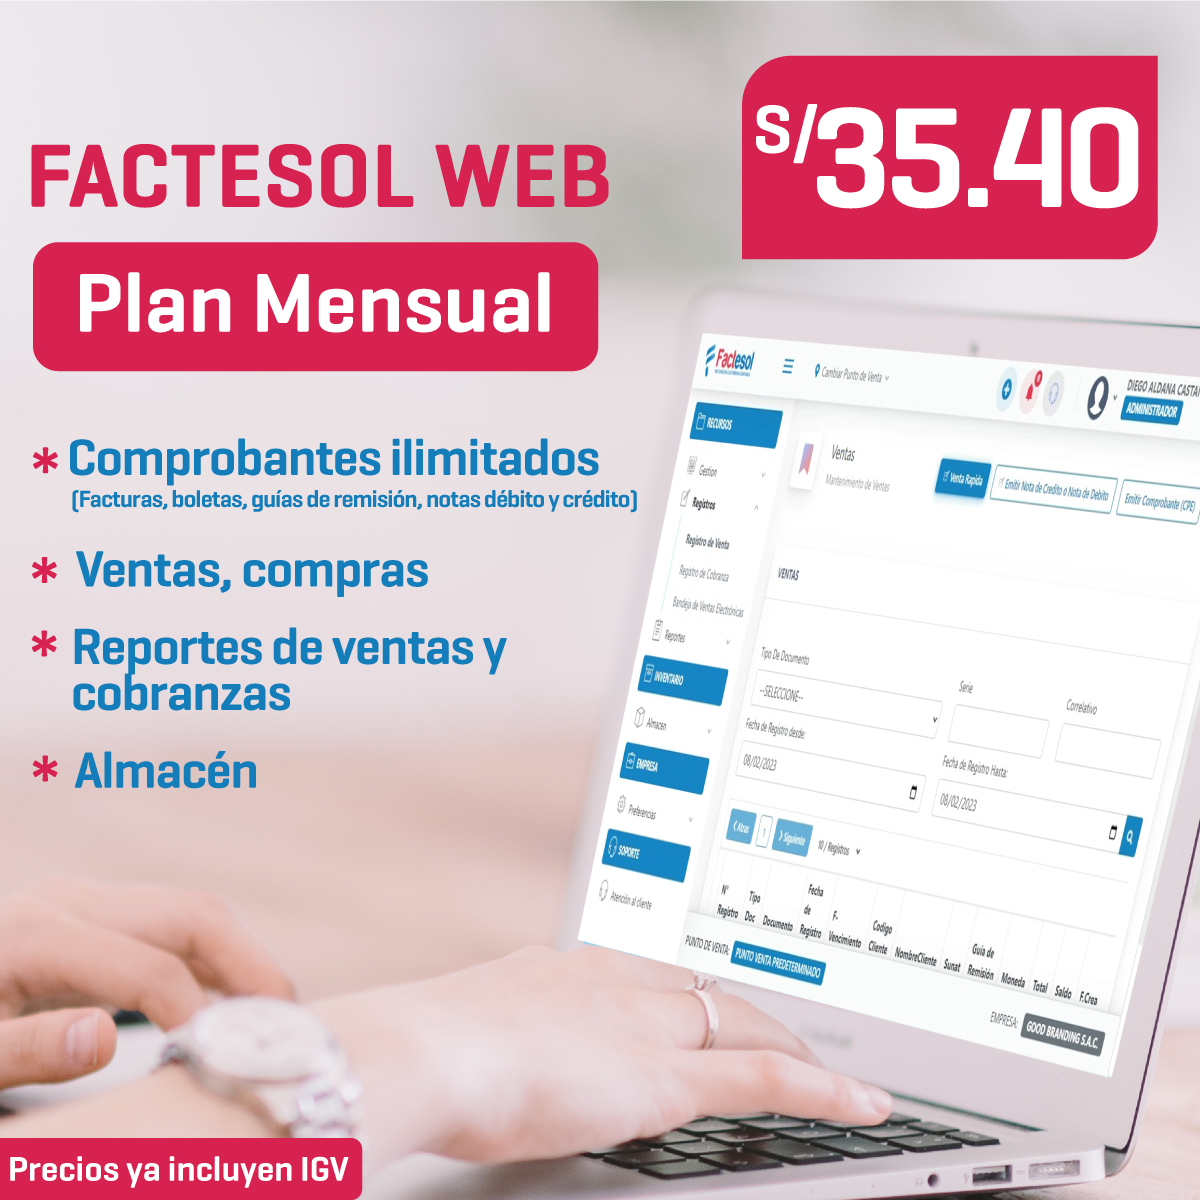 S/35.40
FACTESOL WEB
Plan Mensual
* Comprobantes ilimitados
(Facturas, boletas, guías de remisión, notas débito y crédito)
* Ventas, compras
* Reportes de ventas y
cobranzas
* Almacén
Precios ya incluyen IGV
Factesol
Cambiar Punto de Venta
8
DIEGO ALDANA CASTA
ADMINISTRADOR
RECURSOS
Gestion
Registros
Registro de Venta
Registro de Cobranza
Bandeja de Ventas Electrónicas
Reportes
INVENTARIO
Almacen
EMPRESA
Preferencias
SOPORTE
Atención al cliente
Ventas
Mantenimiento de Ventas
Venta Rapida
Emitir Nota de Credito o Nota de Debito
Emitir Comprobante (CPE)
VENTAS
Tipo De Documento
Serie
Correlativo
--SELECCIONE--
Fecha de Registro desde:
Fecha de Registro Hasta:
08/02/2023
08/02/2023
Atras
1
Siguiente
10 / Registros
N° Registro
Tipo Doc
Documento
Fecha de Registro
F-Vencimiento
Codigo Cliente
NombreCliente
Sunat
Guia de Remisión
Moneda
Total
Saldo
F.Crea
PUNTO DE VENTA:
PUNTO VENTA PREDETERMINADO
EMPRESA:
GOOD BRANDING S.A.C.